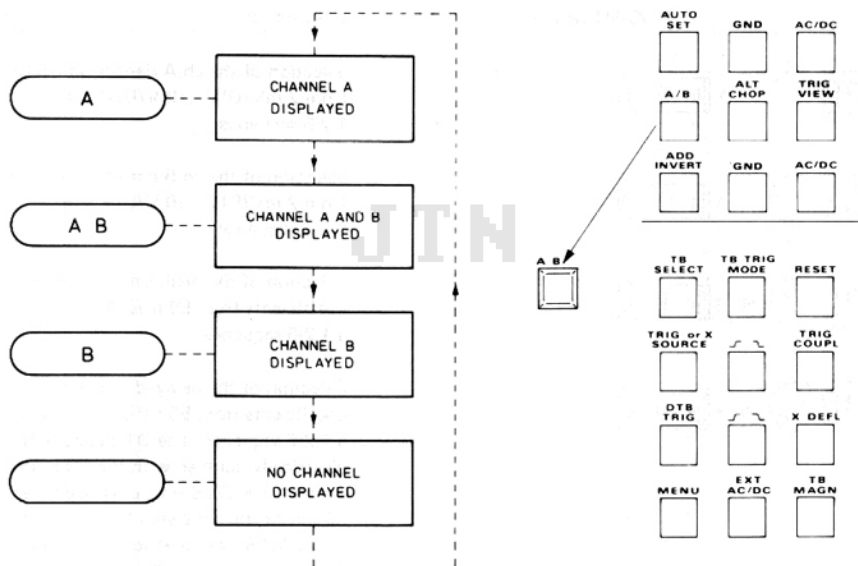 A
CHANNEL A
DISPLAYED
A B
CHANNEL A AND B
DISPLAYED
B
CHANNEL B
DISPLAYED
NO CHANNEL
DISPLAYED
JTN
A B
AUTO
SET
GND
AC/DC
A/B
ALT
CHOP
TRIG
VIEW
ADD
INVERT
GND
AC/DC
TB
SELECT
TB TRIG
MODE
RESET
TRIG or X
SOURCE
TRIG
COUPL
DTB
TRIG
X DEFL
MENU
EXT
AC/DC
TB
MAGN